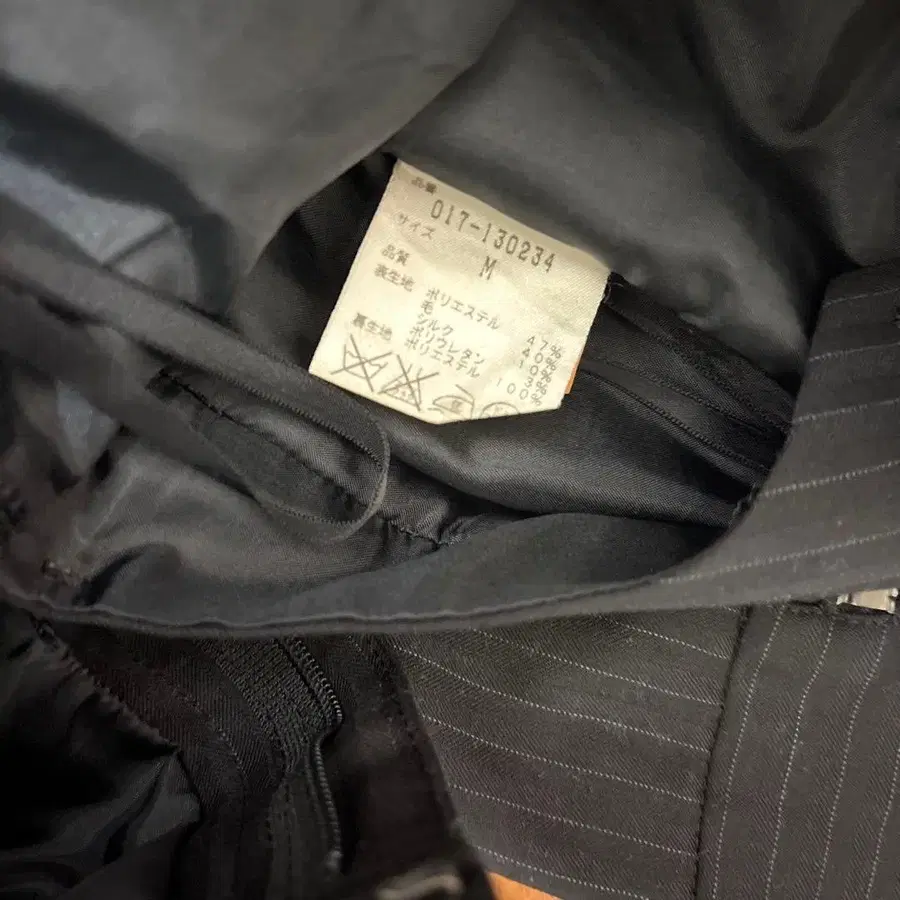 品番
017-130234
サイズ M
品質
表生地 ポリエステル 47%
毛 40%
シルク 10%
ポリウレタン 3%
裏生地 ポリエステル 100%